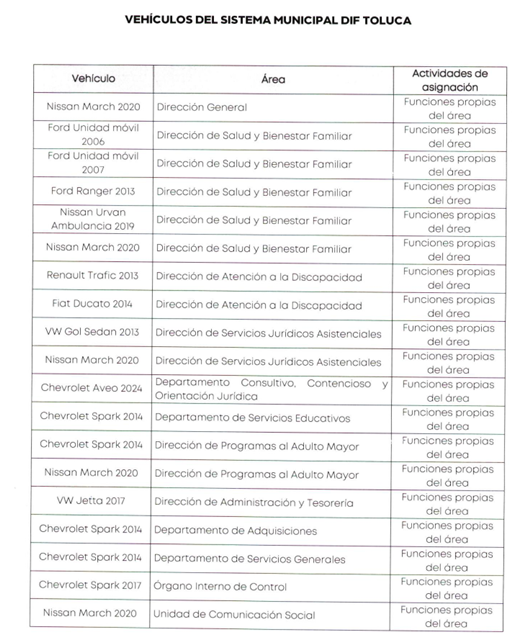 VEHÍCULOS DEL SISTEMA MUNICIPAL DIF TOLUCA
Vehículo Área Actividades de asignación
Nissan March 2020 Dirección General Funciones propias del área
Ford Unidad móvil 2006 Dirección de Salud y Bienestar Familiar Funciones propias del área
Ford Unidad móvil 2007 Dirección de Salud y Bienestar Familiar Funciones propias del área
Ford Ranger 2013 Dirección de Salud y Bienestar Familiar Funciones propias del área
Nissan Urvan Ambulancia 2019 Dirección de Salud y Bienestar Familiar Funciones propias del área
Nissan March 2020 Dirección de Salud y Bienestar Familiar Funciones propias del área
Renault Trafic 2013 Dirección de Atención a la Discapacidad Funciones propias del área
Fiat Ducato 2014 Dirección de Atención a la Discapacidad Funciones propias del área
VW Gol Sedan 2013 Dirección de Servicios Jurídicos Asistenciales Funciones propias del área
Nissan March 2020 Dirección de Servicios Jurídicos Asistenciales Funciones propias del área
Chevrolet Aveo 2024 Departamento Consultivo, Contencioso y Orientación Jurídica Funciones propias del área
Chevrolet Spark 2014 Departamento de Servicios Educativos Funciones propias del área
Chevrolet Spark 2014 Dirección de Programas al Adulto Mayor Funciones propias del área
Nissan March 2020 Dirección de Programas al Adulto Mayor Funciones propias del área
VW Jetta 2017 Dirección de Administración y Tesorería Funciones propias del área
Chevrolet Spark 2014 Departamento de Adquisiciones Funciones propias del área
Chevrolet Spark 2014 Departamento de Servicios Generales Funciones propias del área
Chevrolet Spark 2017 Órgano Interno de Control Funciones propias del área
Nissan March 2020 Unidad de Comunicación Social Funciones propias del área